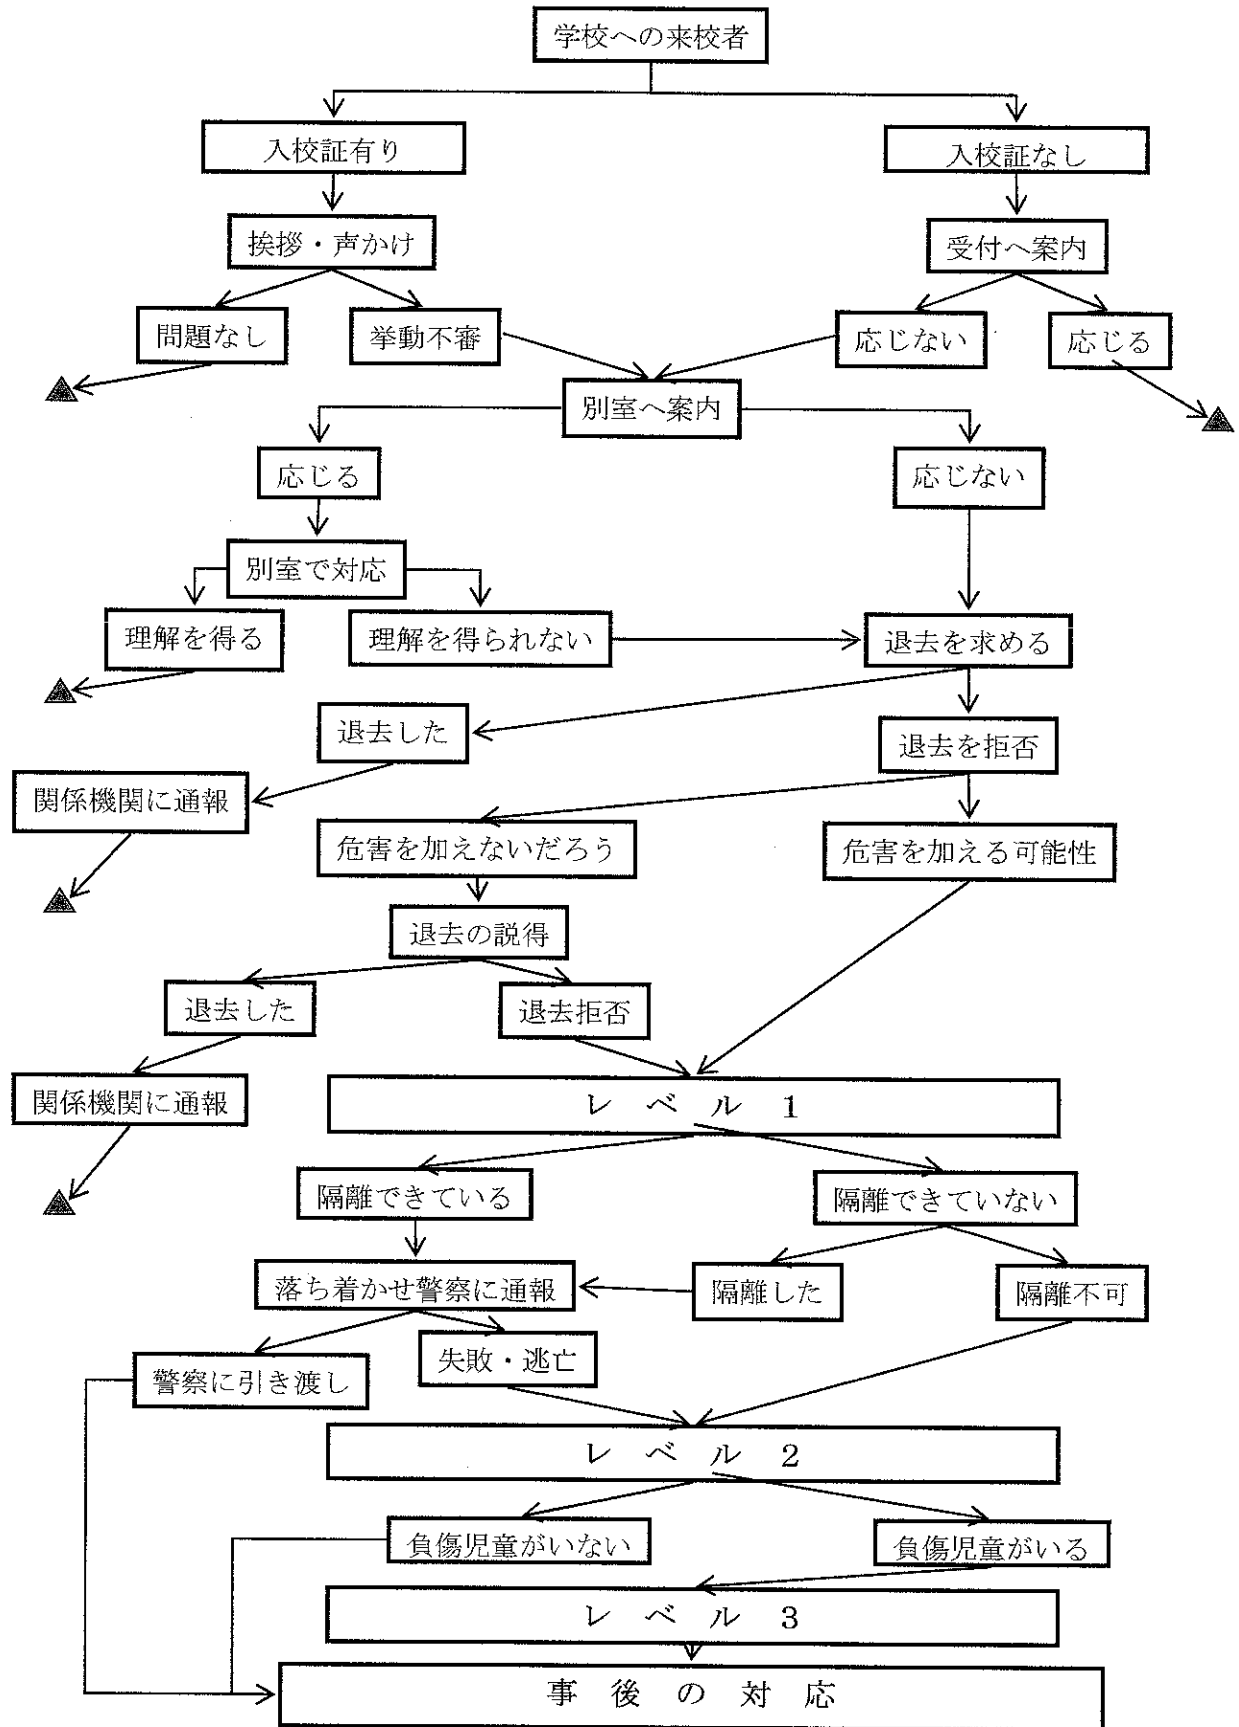 学校への来校者
入校証有り
入校証なし
挨拶・声かけ
受付へ案内
問題なし
挙動不審
応じない
応じる
別室へ案内
応じる
応じない
別室で対応
理解を得る
理解を得られない
退去を求める
退去した
退去を拒否
関係機関に通報
危害を加えないだろう
危害を加える可能性
退去の説得
退去した
退去拒否
関係機関に通報
レベル1
隔離できている
隔離できていない
落ち着かせ警察に通報
隔離した
隔離不可
失敗・逃亡
警察に引き渡し
レベル2
負傷児童がいない
負傷児童がいる
レベル3
事後の対応